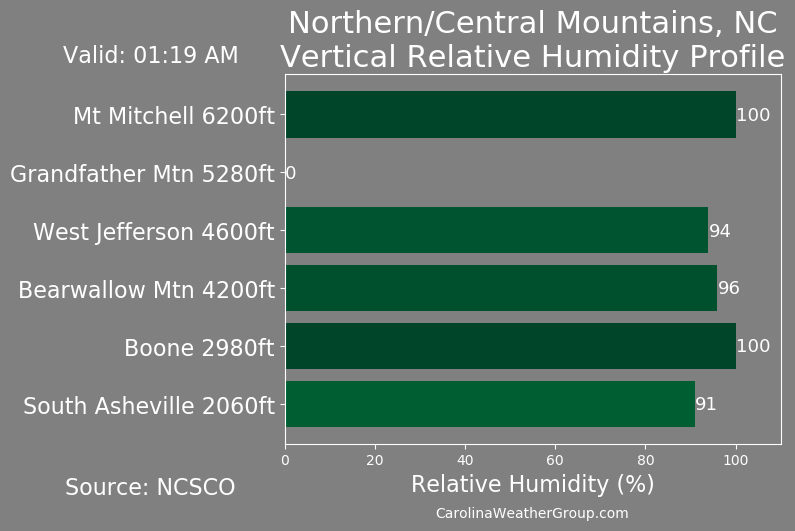 Northern/Central Mountains, NC
Vertical Relative Humidity Profile
Valid: 01:19 AM
Mt Mitchell 6200ft 100
Grandfather Mtn 5280ft 0
West Jefferson 4600ft 94
Bearwallow Mtn 4200ft 96
Boone 2980ft 100
South Asheville 2060ft 91
0 20 40 60 80 100
Relative Humidity (%)
Source: NCSCO
CarolinaWeatherGroup.com